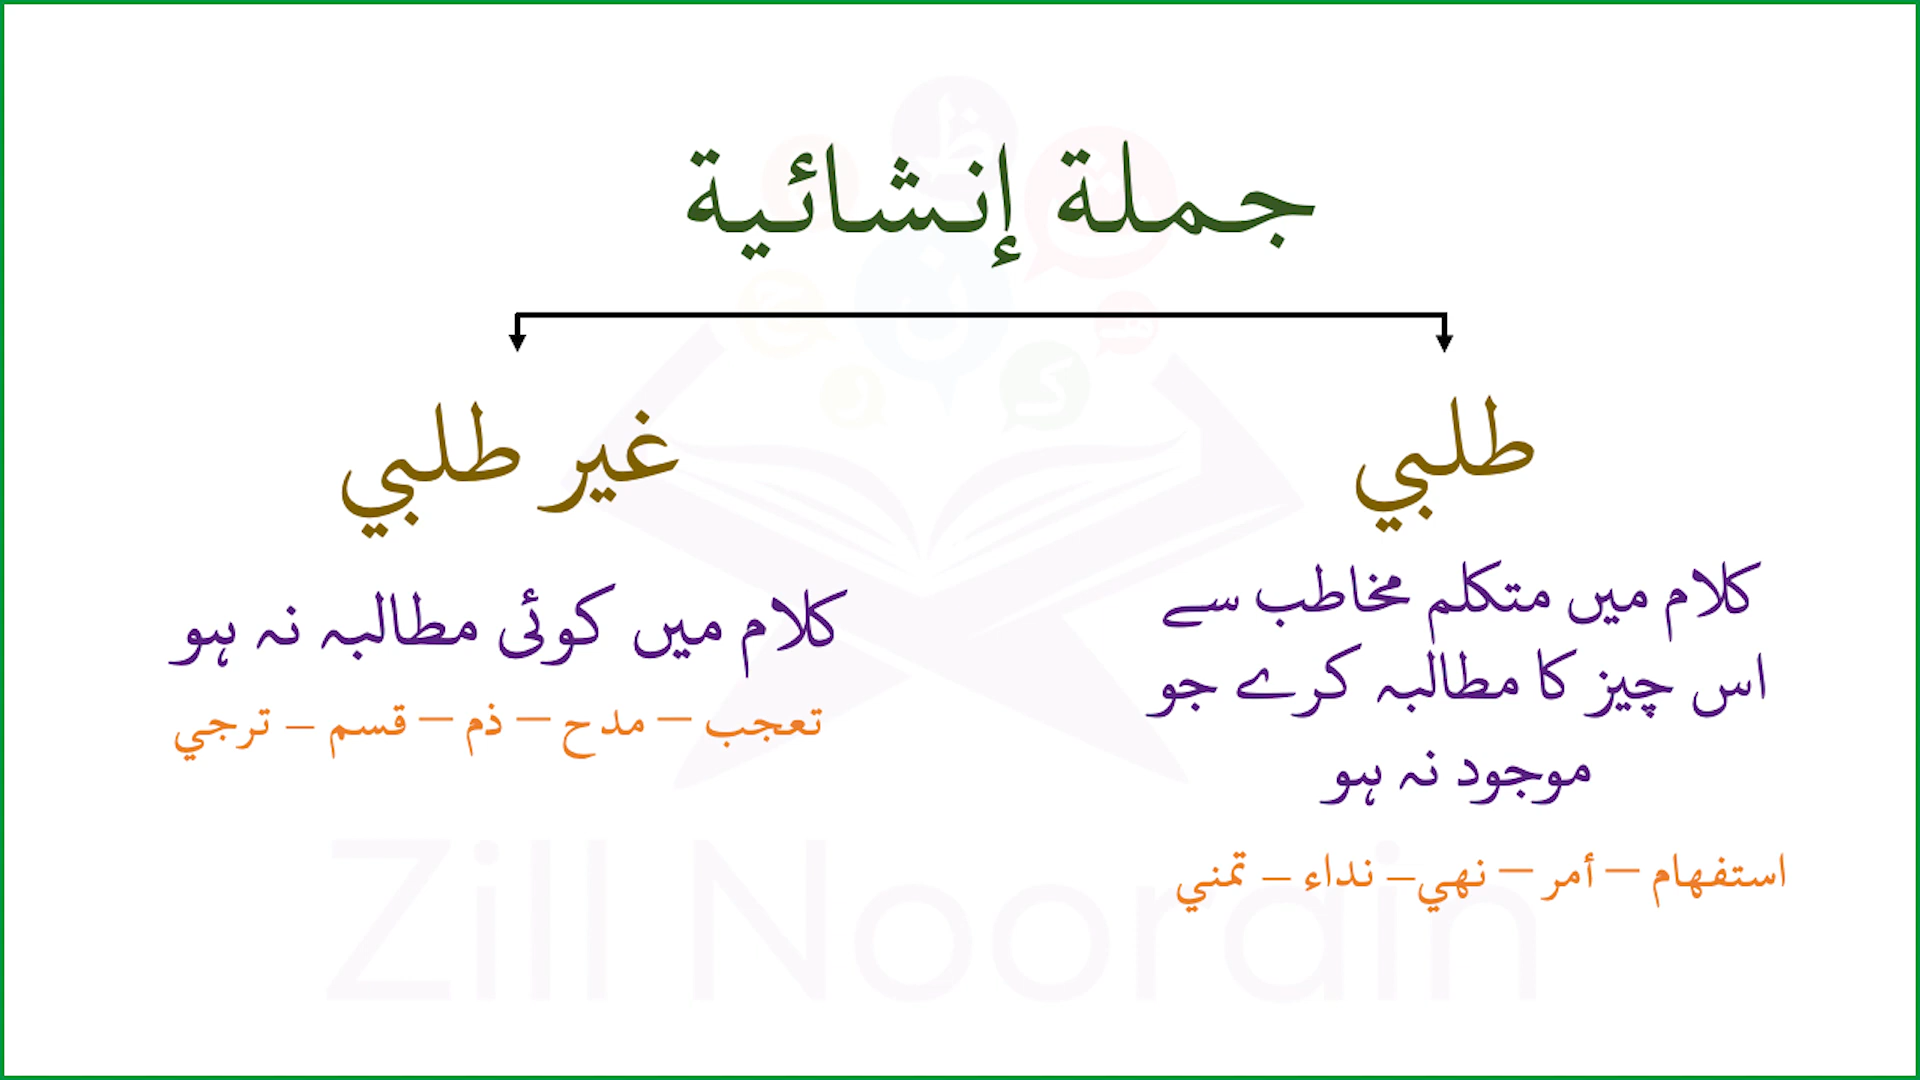 جملة إنشائية
طلبي
کلام میں متکلم مخاطب سے
اس چیز کا مطالبہ کرے جو
موجود نہ ہو
استفهام – أمر – نهي – نداء – تمني
غير طلبي
کلام میں کوئی مطالبہ نہ ہو
تعجب – مدح – ذم – قسم – ترجي
Zill Noorain